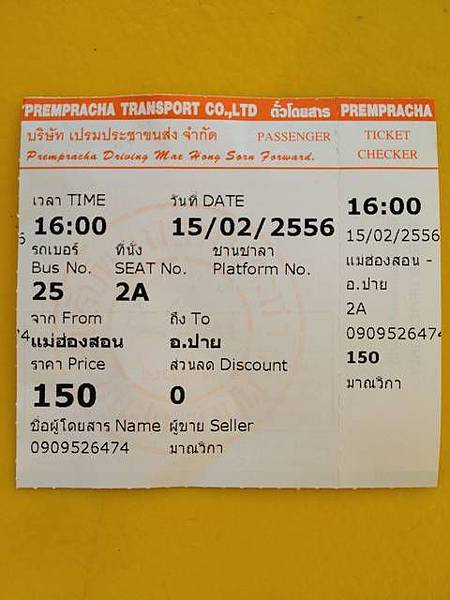 PREMPRACHA TRANSPORT CO.,LTD ตั๋วโดยสาร PREMPRACHA
บริษัท เปรมประชาขนส่ง จำกัด PASSENGER
Prempracha Driving Mae Hong Sorn Forward.
TICKET
CHECKER
เวลา TIME วันที่ DATE
16:00 15/02/2556
รถเบอร์ ที่นั่ง ชานชาลา
Bus No. SEAT No. Platform No.
25 2A
จาก From ถึง To
แม่ฮ่องสอน อ.ปาย
ราคา Price ส่วนลด Discount
150 0
ชื่อผู้โดยสาร Name ผู้ขาย Seller
0909526474 มาณวิกา
16:00
15/02/2556
แม่ฮ่องสอน -
อ.ปาย
2A
0909526474
150
มาณวิกา